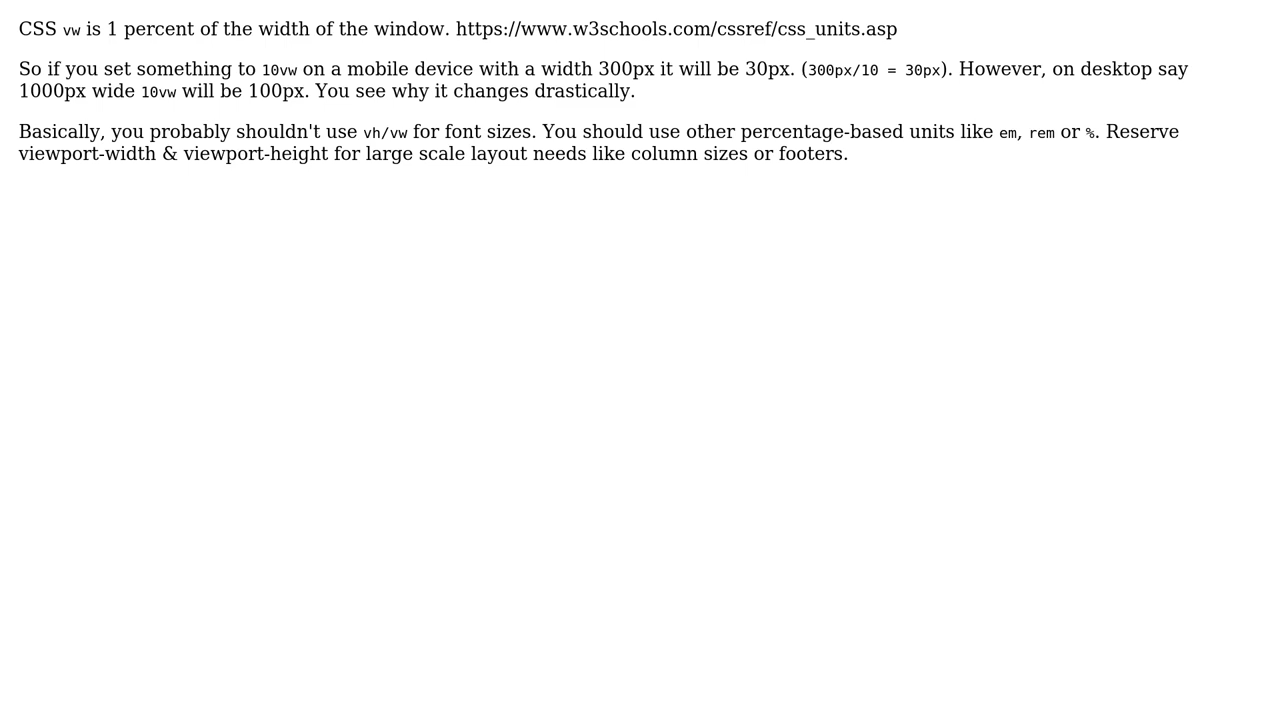 CSS vw is 1 percent of the width of the window. https://www.w3schools.com/cssref/css_units.asp
So if you set something to 10vw on a mobile device with a width 300px it will be 30px. (300px/10 = 30px). However, on desktop say
1000px wide 10vw will be 100px. You see why it changes drastically.
Basically, you probably shouldn't use vh/vw for font sizes. You should use other percentage-based units like em, rem or %. Reserve
viewport-width & viewport-height for large scale layout needs like column sizes or footers.